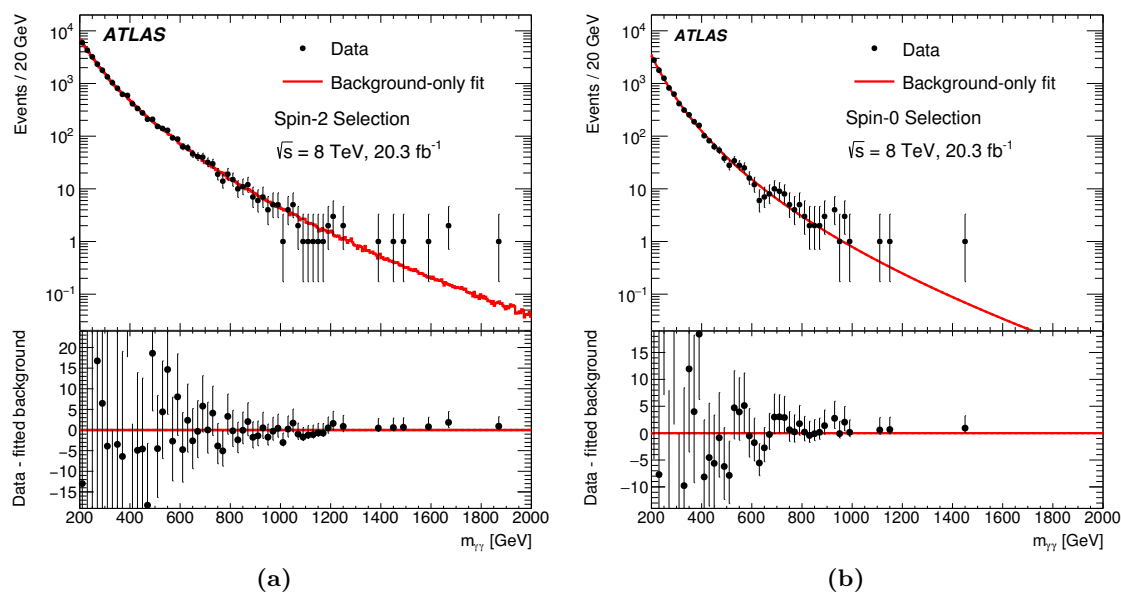 ATLAS
Data
Background-only fit
Spin-2 Selection
√s = 8 TeV, 20.3 fb⁻¹
Events / 20 GeV
10⁴
10³
10²
10
1
10⁻¹
Data - fitted background
20
15
10
5
0
−5
−10
−15
200 400 600 800 1000 1200 1400 1600 1800 2000
m_γγ [GeV]
(a)
ATLAS
Data
Background-only fit
Spin-0 Selection
√s = 8 TeV, 20.3 fb⁻¹
Events / 20 GeV
10⁴
10³
10²
10
1
10⁻¹
Data - fitted background
15
10
5
0
−5
−10
200 400 600 800 1000 1200 1400 1600 1800 2000
m_γγ [GeV]
(b)